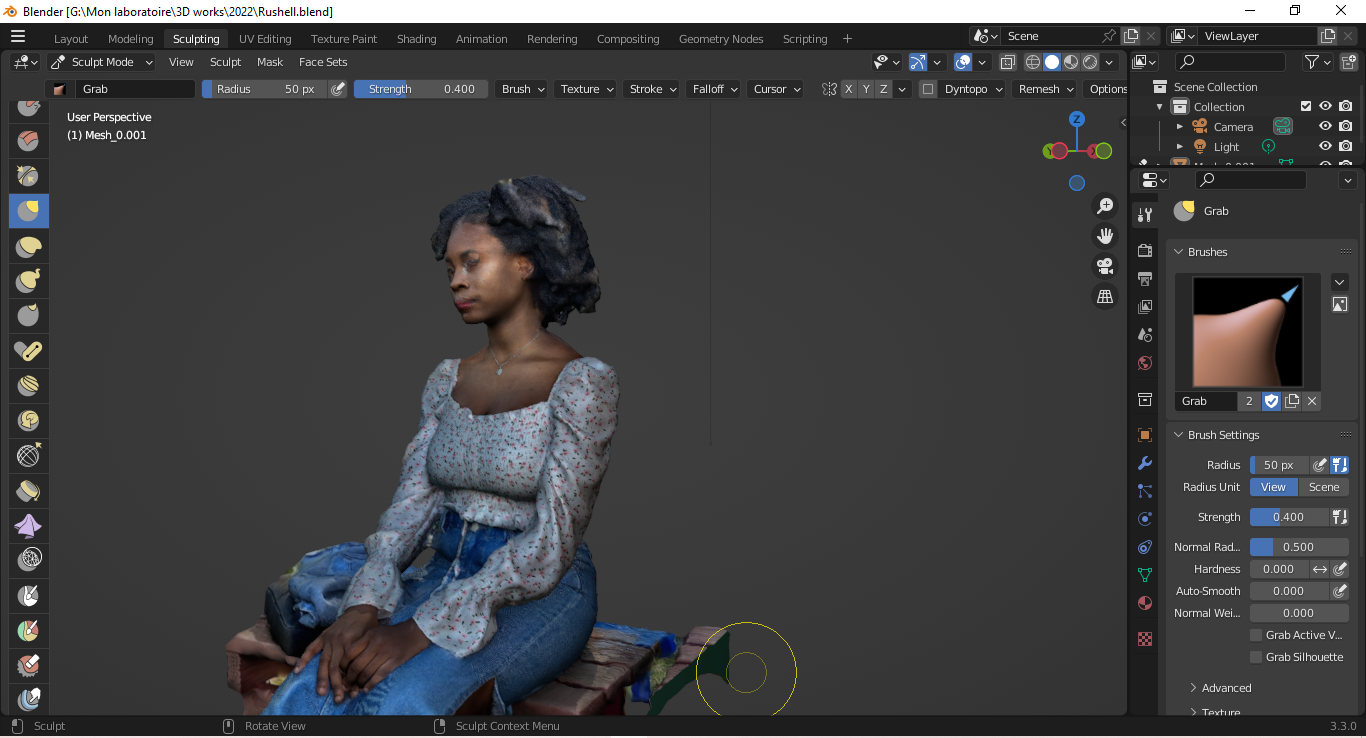 Blender [G:\Mon laboratoire\3D works\2022\Rushell.blend]
Layout Modeling Sculpting UV Editing Texture Paint Shading Animation Rendering Compositing Geometry Nodes Scripting + Scene ViewLayer
Sculpt Mode View Sculpt Mask Face Sets
Grab Radius 50 px Strength 0.400 Brush Texture Stroke Falloff Cursor X Y Z Dyntopo Remesh Options
User Perspective
(1) Mesh_0.001
Z
Y
Scene Collection
Collection
Camera
Light
Mesh_0.001
Grab
Brushes
Grab 2
Brush Settings
Radius 50 px
Radius Unit View Scene
Strength 0.400
Normal Rad... 0.500
Hardness 0.000
Auto-Smooth 0.000
Normal Wei... 0.000
Grab Active V...
Grab Silhouette
Advanced
Texture
Sculpt Rotate View Sculpt Context Menu 3.3.0